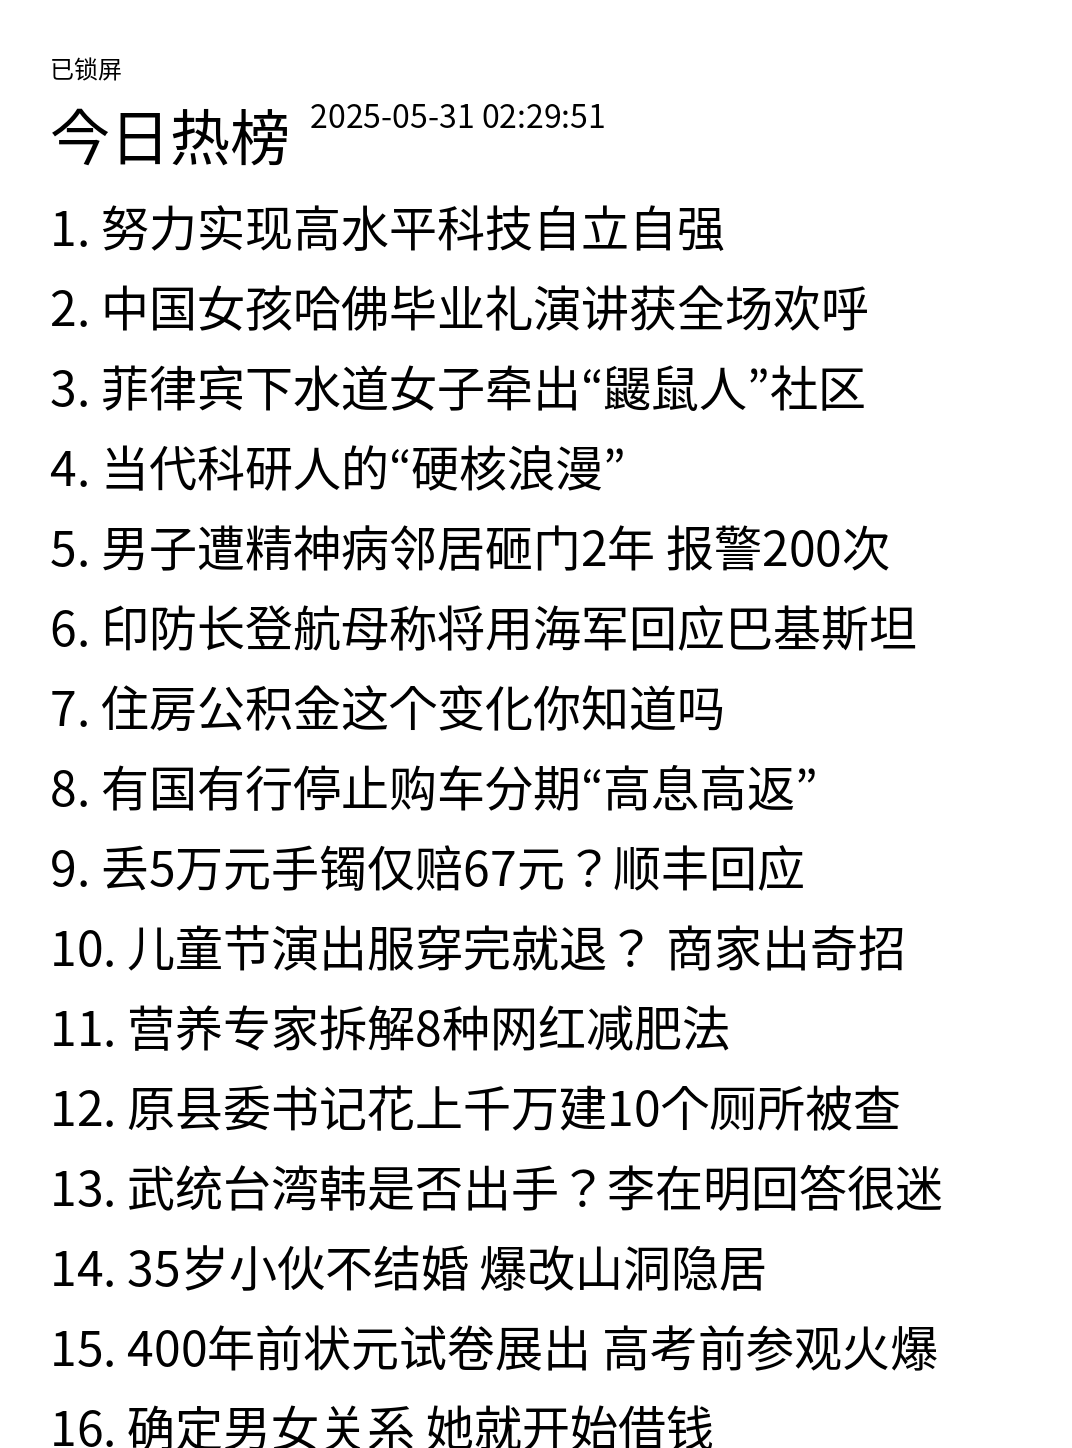 已锁屏
今日热榜 2025-05-31 02:29:51
1. 努力实现高水平科技自立自强
2. 中国女孩哈佛毕业礼演讲获全场欢呼
3. 菲律宾下水道女子牵出“鼹鼠人”社区
4. 当代科研人的“硬核浪漫”
5. 男子遭精神病邻居砸门2年 报警200次
6. 印防长登航母称将用海军回应巴基斯坦
7. 住房公积金这个变化你知道吗
8. 有国有行停止购车分期“高息高返”
9. 丢5万元手镯仅赔67元？顺丰回应
10. 儿童节演出服穿完就退？ 商家出奇招
11. 营养专家拆解8种网红减肥法
12. 原县委书记花上千万建10个厕所被查
13. 武统台湾韩是否出手？李在明回答很迷
14. 35岁小伙不结婚 爆改山洞隐居
15. 400年前状元试卷展出 高考前参观火爆
16. 确定男女关系 她就开始借钱